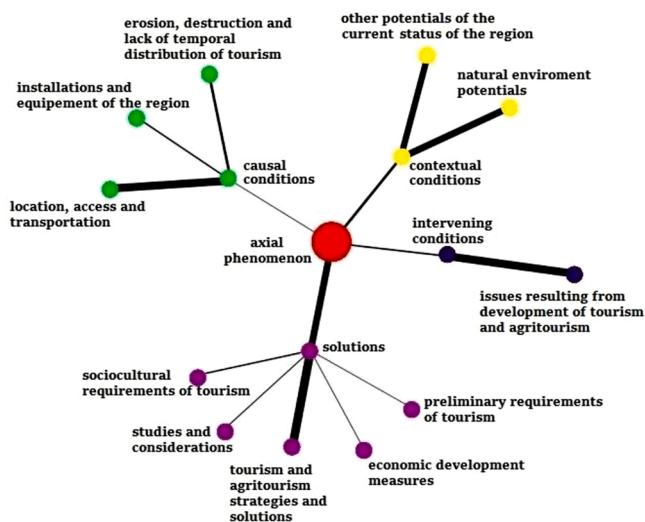 erosion, destruction and
lack of temporal
distribution of tourism
other potentials of the
current status of the region
installations and
equipement of the region
natural enviroment
potentials
causal
conditions
contextual
conditions
location, access and
transportation
intervening
conditions
axial
phenomenon
issues resulting from
development of tourism
and agritourism
solutions
sociocultural
requirements of tourism
preliminary requirements
of tourism
studies and
considerations
economic development
measures
tourism and
agritourism
strategies and
solutions